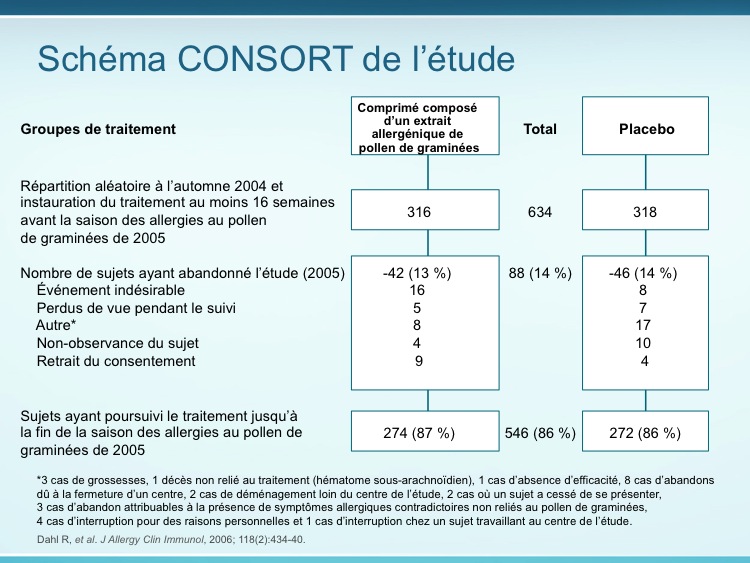 Schéma CONSORT de l’étude
Groupes de traitement
Comprimé composé
d’un extrait
allergénique de
pollen de graminées
Total
Placebo
Répartition aléatoire à l’automne 2004 et
instauration du traitement au moins 16 semaines
avant la saison des allergies au pollen
de graminées de 2005
316
634
318
Nombre de sujets ayant abandonné l’étude (2005)
-42 (13 %)
88 (14 %)
-46 (14 %)
Événement indésirable
16
8
Perdus de vue pendant le suivi
5
7
Autre*
8
17
Non-observance du sujet
4
10
Retrait du consentement
9
4
Sujets ayant poursuivi le traitement jusqu’à
la fin de la saison des allergies au pollen de
graminées de 2005
274 (87 %)
546 (86 %)
272 (86 %)
*3 cas de grossesses, 1 décès non relié au traitement (hématome sous-arachnoïdien), 1 cas d’absence d’efficacité, 8 cas d’abandons
dû à la fermeture d’un centre, 2 cas de déménagement loin du centre de l’étude, 2 cas où un sujet a cessé de se présenter,
3 cas d’abandon attribuables à la présence de symptômes allergiques contradictoires non reliés au pollen de graminées,
4 cas d’interruption pour des raisons personnelles et 1 cas d’interruption chez un sujet travaillant au centre de l’étude.
Dahl R, et al. J Allergy Clin Immunol, 2006; 118(2):434-40.